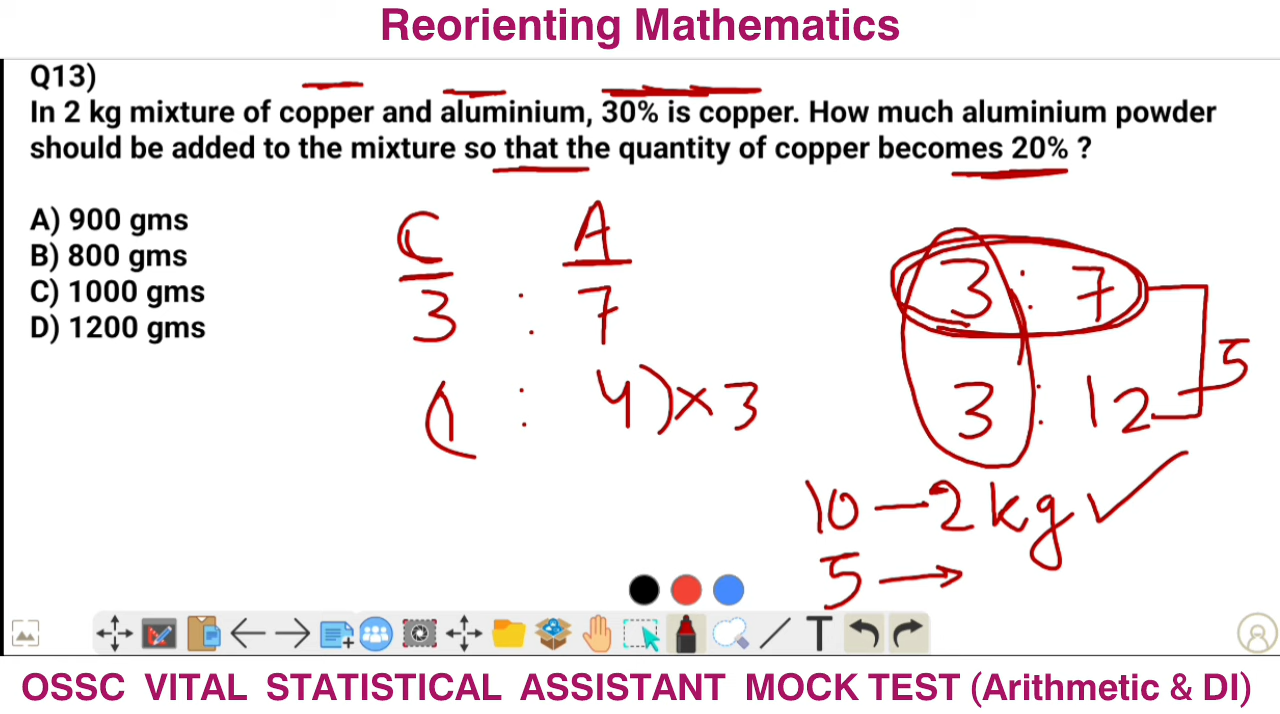 Reorienting Mathematics
Q13)
In 2 kg mixture of copper and aluminium, 30% is copper. How much aluminium powder
should be added to the mixture so that the quantity of copper becomes 20% ?
A) 900 gms
B) 800 gms
C) 1000 gms
D) 1200 gms
C A
3 : 7
(1 : 4) × 3
3 : 7
3 : 12
5
10 — 2 kg ✓
5 →
T
OSSC VITAL STATISTICAL ASSISTANT MOCK TEST (Arithmetic & DI)